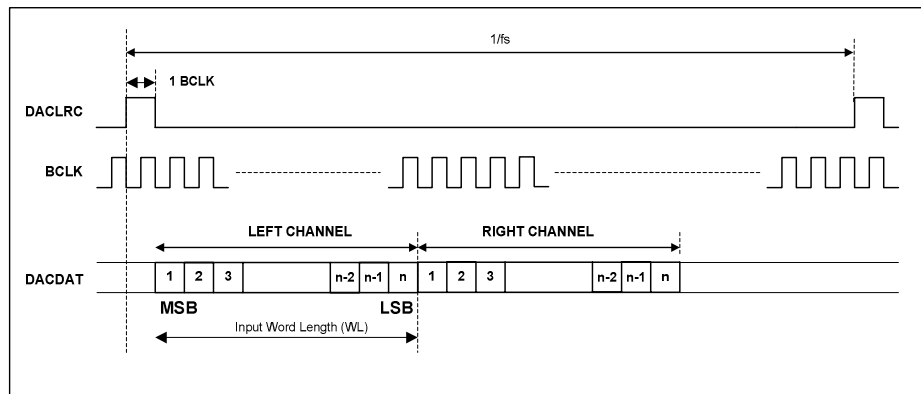 1/fs
1 BCLK
DACLRC
BCLK
LEFT CHANNEL RIGHT CHANNEL
DACDAT 1 2 3 n-2 n-1 n 1 2 3 n-2 n-1 n
MSB LSB
Input Word Length (WL)